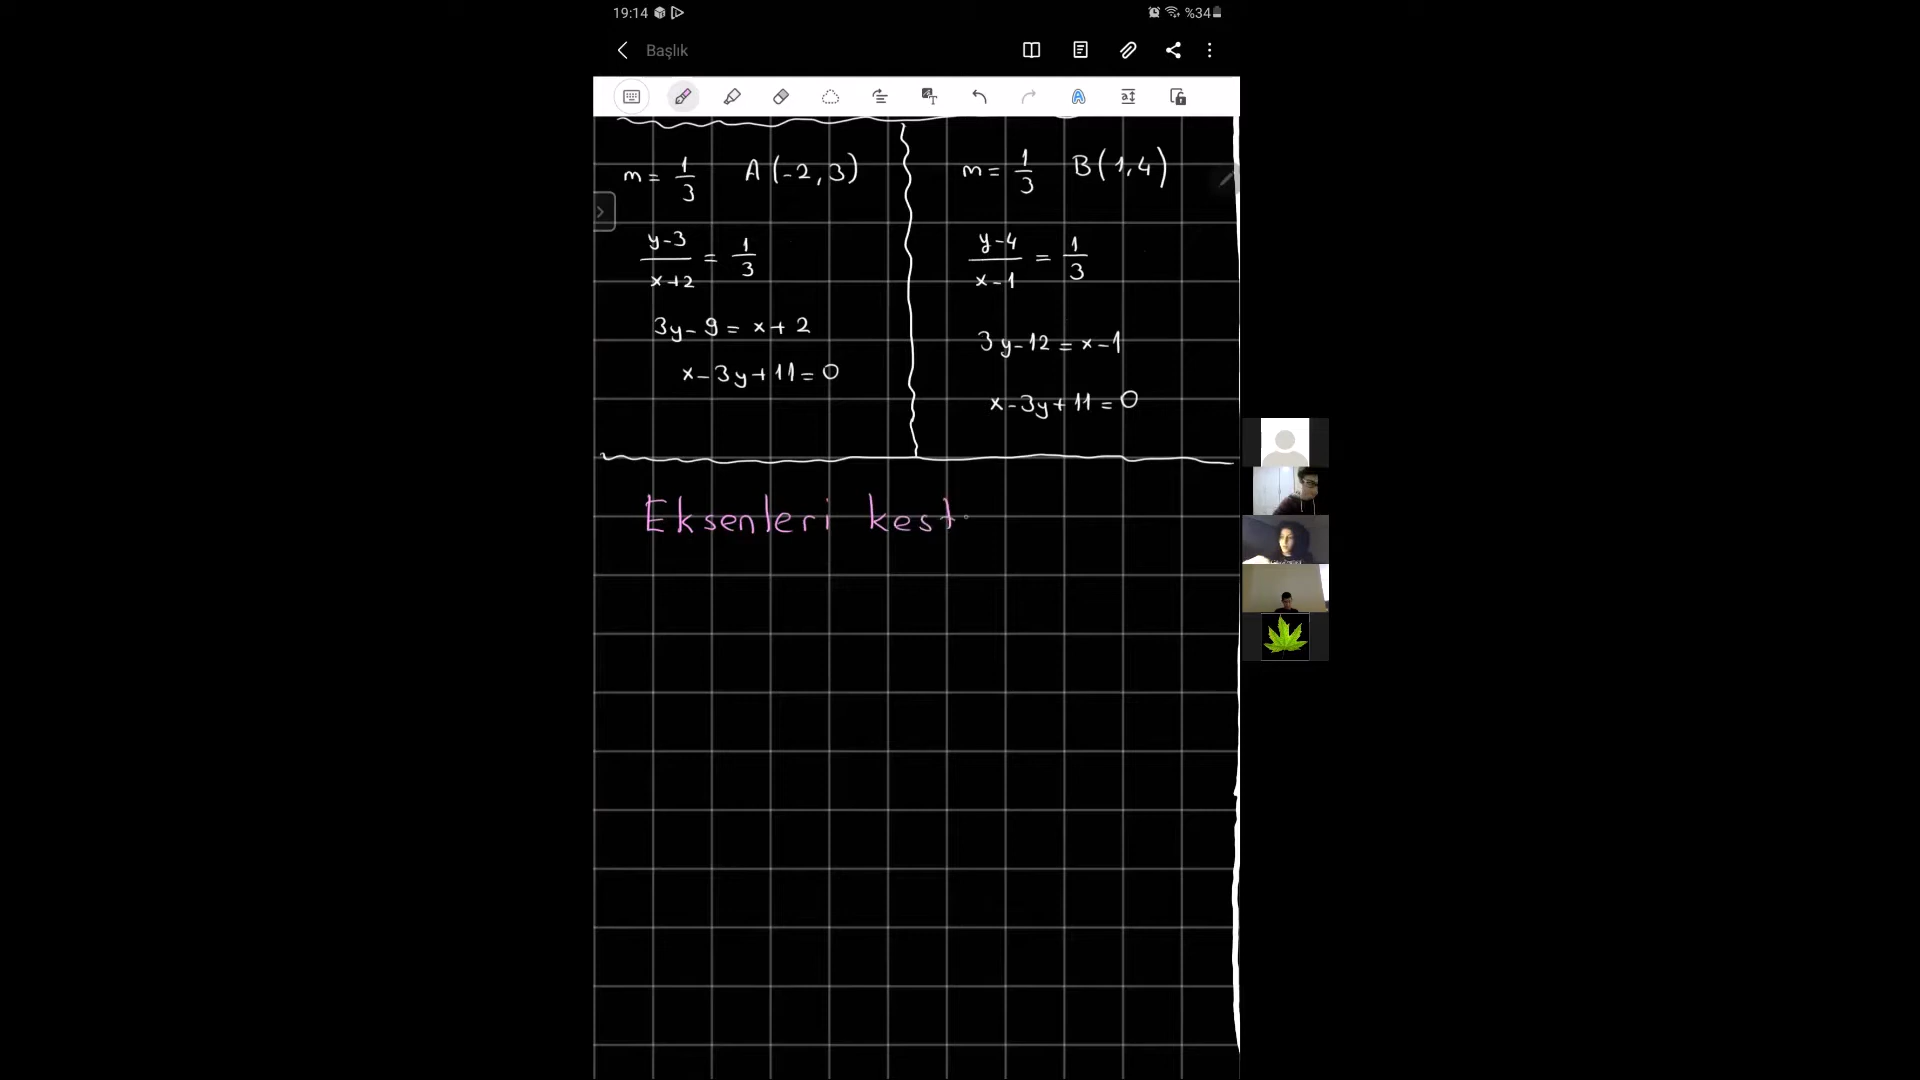 19:14 %34
Başlık
m = 1/3 A(-2,3)
y-3/x+2 = 1/3
3y-9 = x+2
x-3y+11=0
m = 1/3 B(1,4)
y-4/x-1 = 1/3
3y-12 = x-1
x-3y+11=0
Eksenleri kest